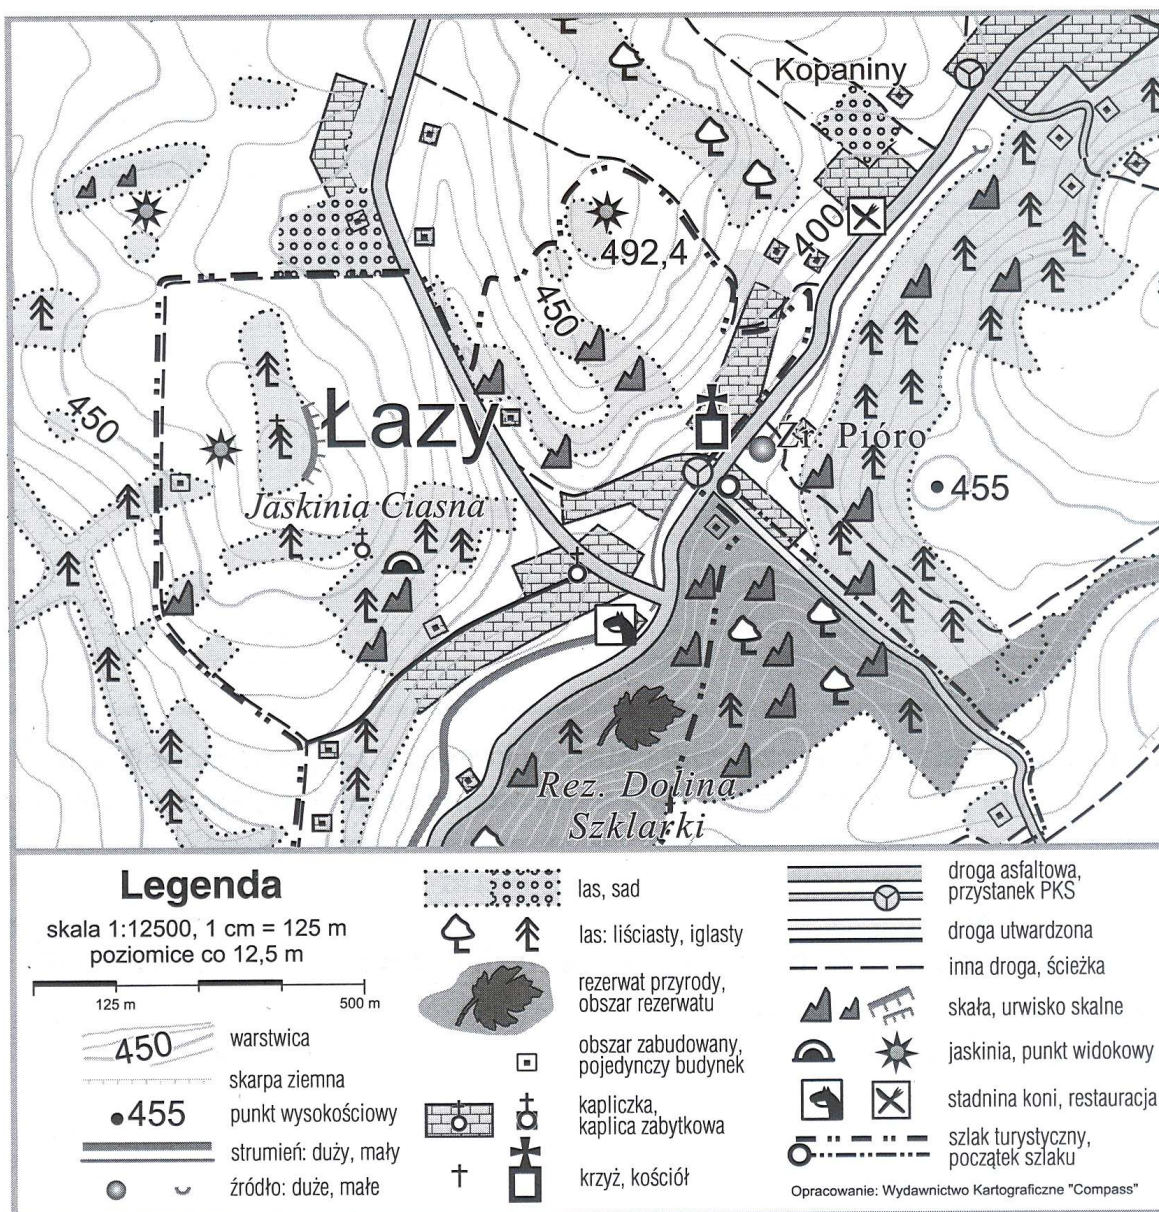 Kopaniny
400
492,4
450
450
Łazy
Źr. Pióro
455
Jaskinia Ciasna
Rez. Dolina
Szklarki
Legenda
skala 1:12500, 1 cm = 125 m
poziomice co 12,5 m
125 m
500 m
450
warstwica
skarpa ziemna
455
punkt wysokościowy
strumień: duży, mały
źródło: duże, małe
las, sad
las: liściasty, iglasty
rezerwat przyrody,
obszar rezerwatu
obszar zabudowany,
pojedynczy budynek
kapliczka,
kaplica zabytkowa
krzyż, kościół
droga asfaltowa,
przystanek PKS
droga utwardzona
inna droga, ścieżka
skała, urwisko skalne
jaskinia, punkt widokowy
stadnina koni, restauracja
szlak turystyczny,
początek szlaku
Opracowanie: Wydawnictwo Kartograficzne "Compass"